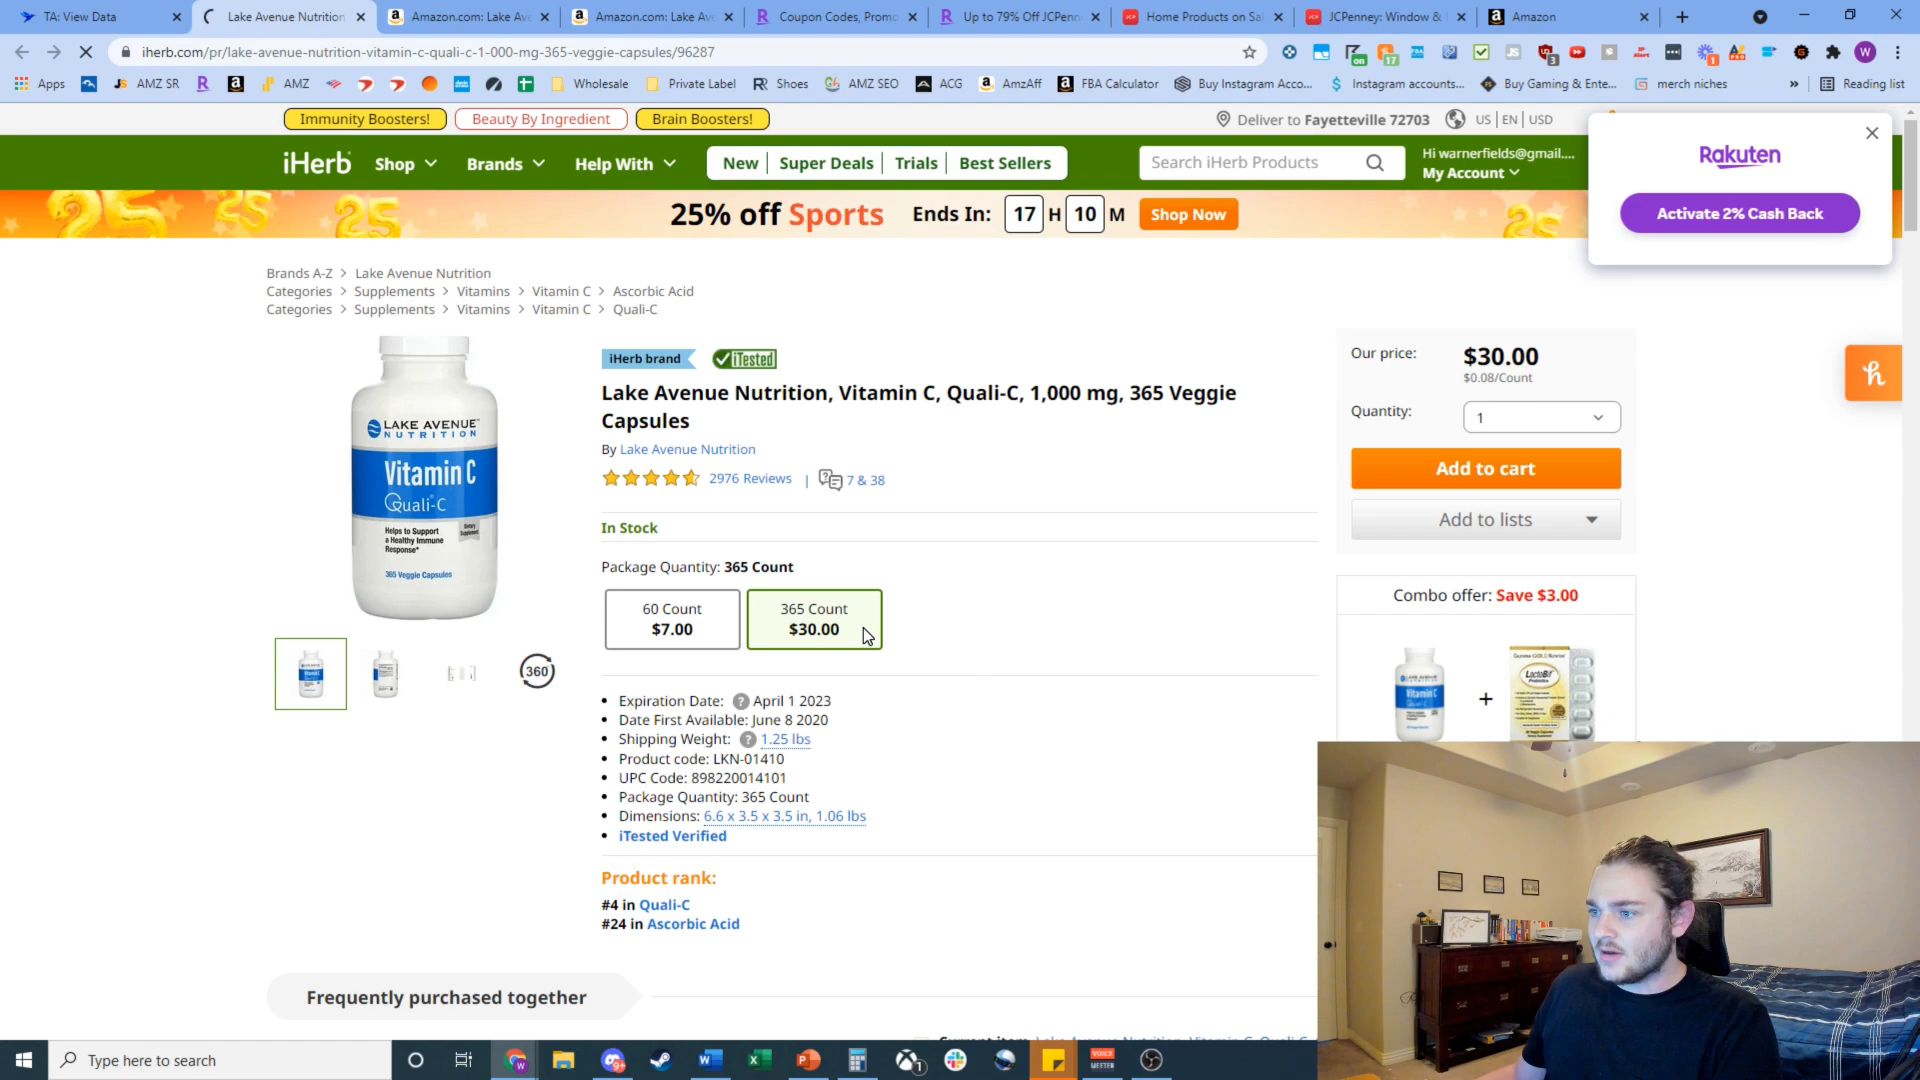 TA: View Data
Lake Avenue Nutrition
Amazon.com: Lake Av
Amazon.com: Lake Av
Coupon Codes, Promo
Up to 79% Off JCPenn
Home Products on Sa
JCPenney: Window &
Amazon
iherb.com/pr/lake-avenue-nutrition-vitamin-c-quali-c-1-000-mg-365-veggie-capsules/96287
Apps
AMZ SR
AMZ
Wholesale
Private Label
Shoes
AMZ SEO
ACG
AmzAff
FBA Calculator
Buy Instagram Acco...
Instagram accounts...
Buy Gaming & Ente...
merch niches
Reading list
Immunity Boosters!
Beauty By Ingredient
Brain Boosters!
Deliver to Fayetteville 72703
US | EN | USD
iHerb
Shop
Brands
Help With
New
Super Deals
Trials
Best Sellers
Search iHerb Products
Hi warnerfields@gmail....
My Account
Rakuten
Activate 2% Cash Back
25 25 25
25% off Sports
Ends In: 17 H 10 M
Shop Now
Brands A-Z > Lake Avenue Nutrition
Categories > Supplements > Vitamins > Vitamin C > Ascorbic Acid
Categories > Supplements > Vitamins > Vitamin C > Quali-C
LAKE AVENUE
NUTRITION
Vitamin C
Quali-C
Helps to Support
a Healthy Immune
Response*
Dietary
Supplement
365 Veggie Capsules
360
iHerb brand
iTested
Lake Avenue Nutrition, Vitamin C, Quali-C, 1,000 mg, 365 Veggie
Capsules
By Lake Avenue Nutrition
2976 Reviews | 7 & 38
In Stock
Package Quantity: 365 Count
60 Count
$7.00
365 Count
$30.00
Expiration Date: ? April 1 2023
Date First Available: June 8 2020
Shipping Weight: ? 1.25 lbs
Product code: LKN-01410
UPC Code: 898220014101
Package Quantity: 365 Count
Dimensions: 6.6 x 3.5 x 3.5 in, 1.06 lbs
iTested Verified
Product rank:
#4 in Quali-C
#24 in Ascorbic Acid
Our price: $30.00
$0.08/Count
Quantity: 1
Add to cart
Add to lists
Combo offer: Save $3.00
Vitamin C
+
LactoBif
Frequently purchased together
Type here to search